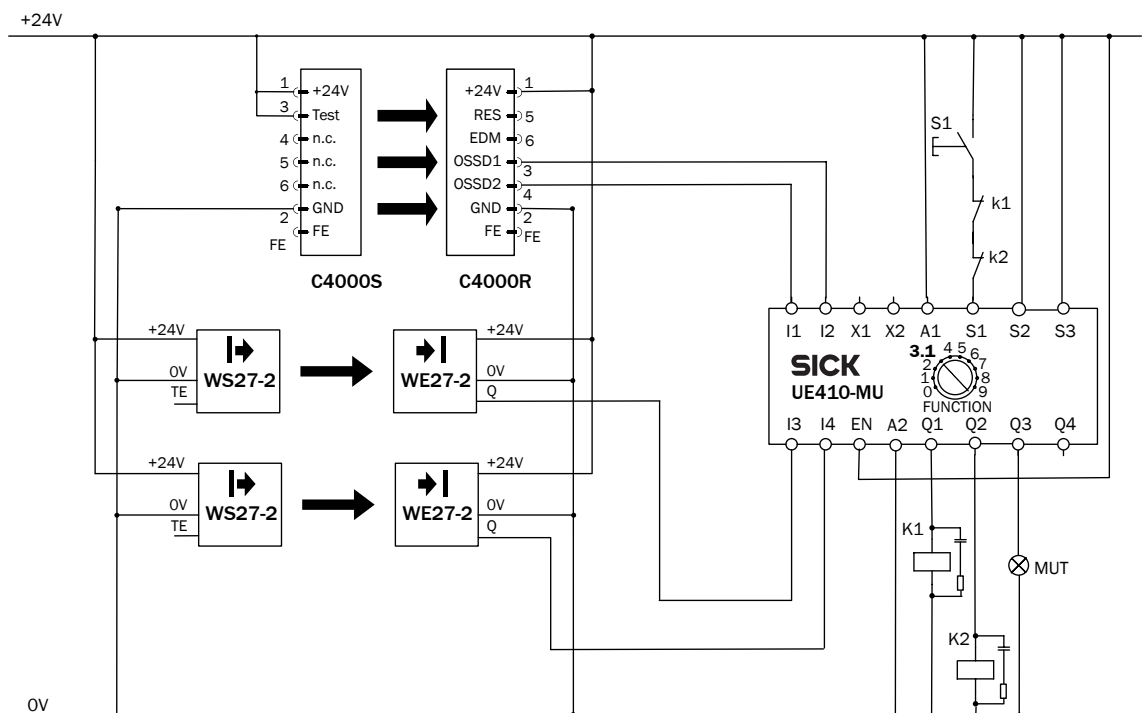 +24V
1 +24V
3 Test
4 n.c.
5 n.c.
6 n.c.
GND
2
FE
FE
C4000S
+24V 1
RES 5
EDM 6
OSSD1
3
OSSD2
4
GND
2
FE FE
C4000R
S1
k1
k2
+24V
0V
TE
WS27-2
WE27-2
+24V
0V
Q
+24V
0V
TE
WS27-2
WE27-2
+24V
0V
Q
I1 I2 X1 X2 A1 S1 S2 S3
SICK
UE410-MU
3.1
0 1 2 4 5 6 7 8 9
FUNCTION
I3 I4 EN A2 Q1 Q2 Q3 Q4
K1
MUT
K2
0V